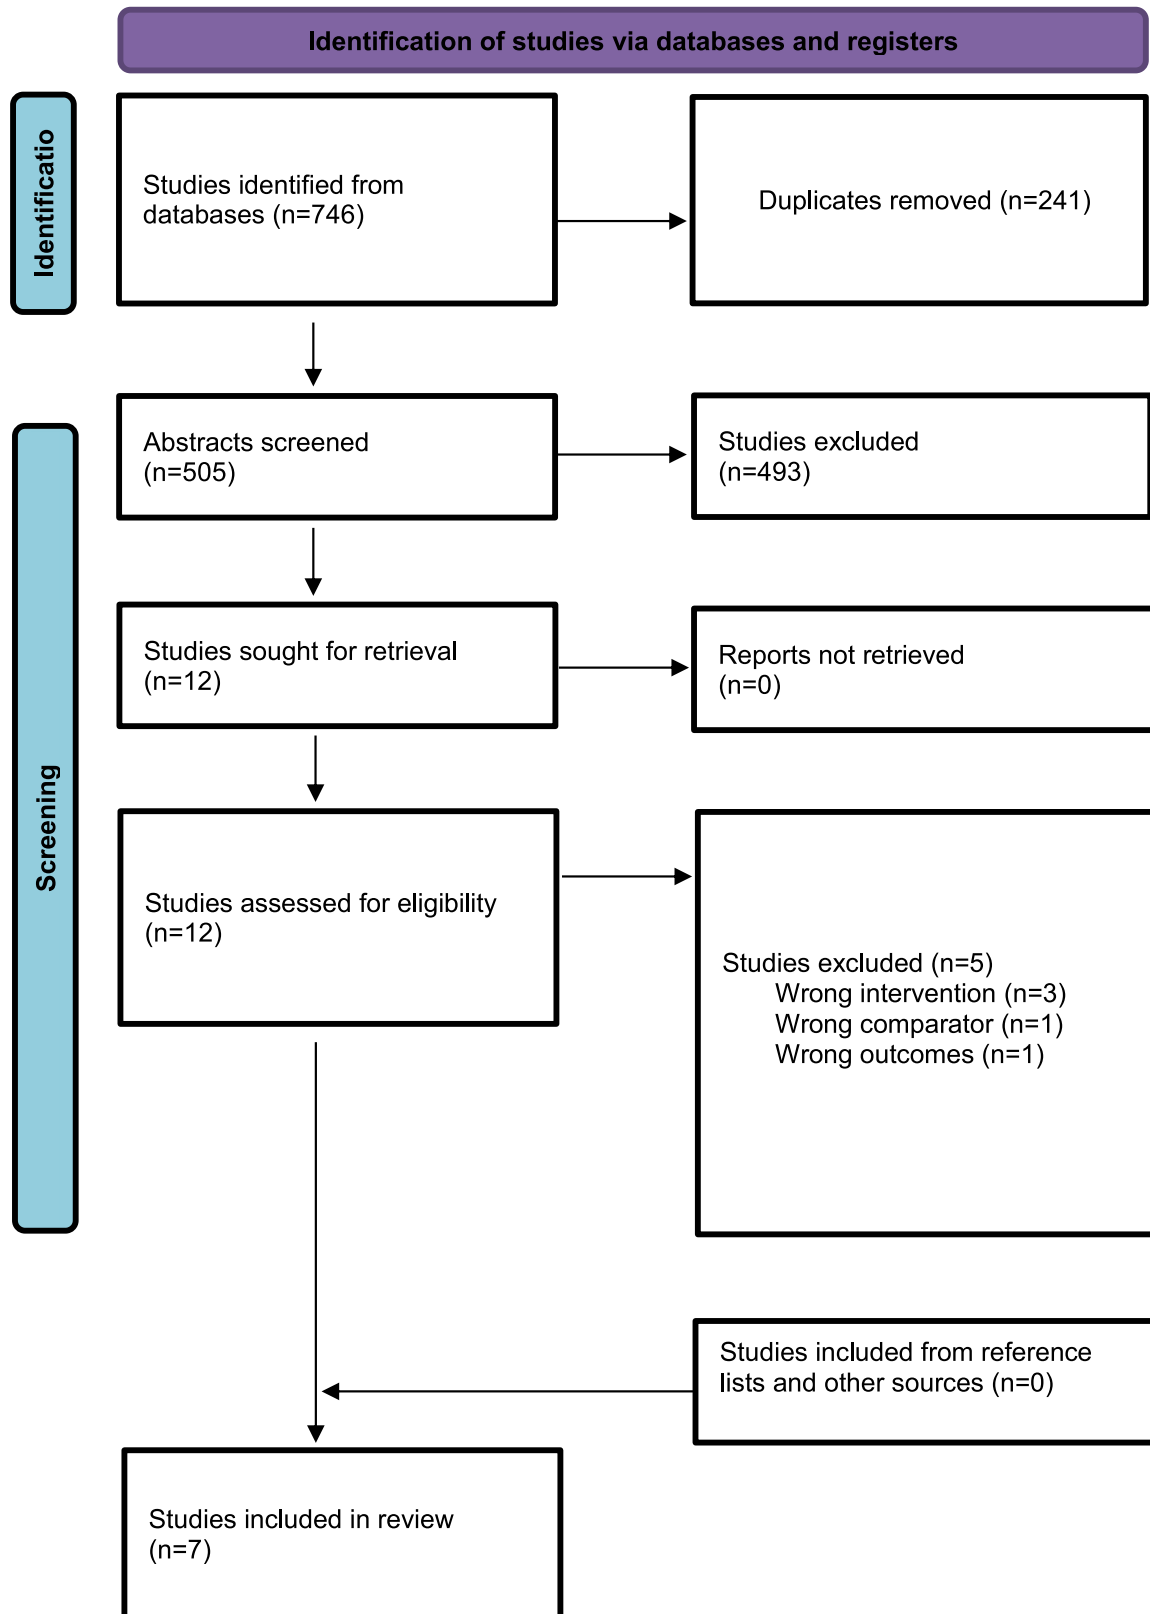 Identification of studies via databases and registers
Identificatio
Studies identified from
databases (n=746)
Duplicates removed (n=241)
Screening
Abstracts screened
(n=505)
Studies excluded
(n=493)
Studies sought for retrieval
(n=12)
Reports not retrieved
(n=0)
Studies assessed for eligibility
(n=12)
Studies excluded (n=5)
Wrong intervention (n=3)
Wrong comparator (n=1)
Wrong outcomes (n=1)
Studies included from reference
lists and other sources (n=0)
Studies included in review
(n=7)